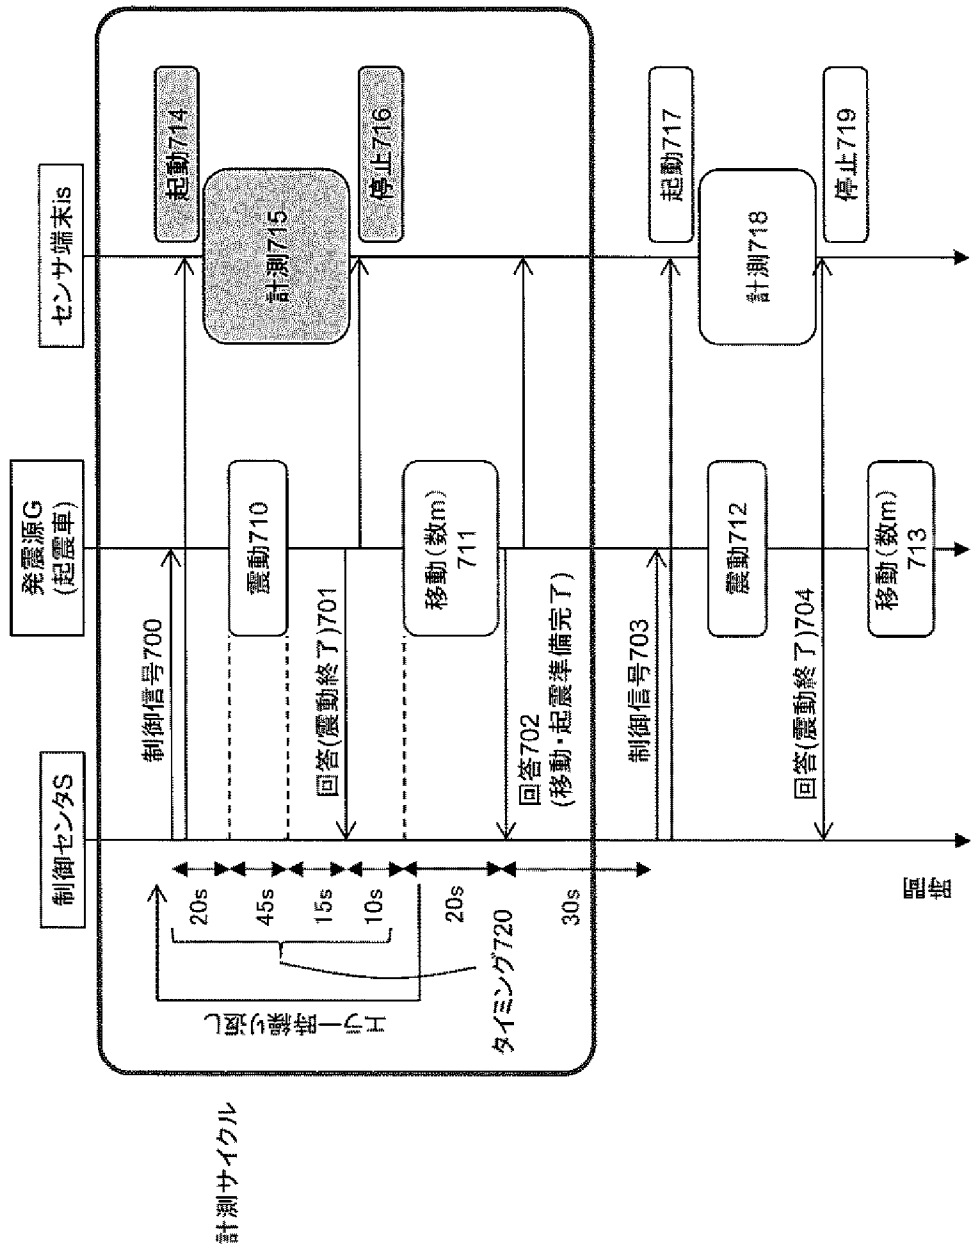 制御センタS
発震源G
(起震車)
センサ端末is
制御信号700
起動714
20s
震動710
計測715
45s
15s
回答(震動終了)701
停止716
10s
エラー時繰り返し
移動(数m)
711
20s
タイミング720
回答702
(移動・起震準備完了)
30s
計測サイクル
制御信号703
起動717
震動712
計測718
回答(震動終了)704
停止719
移動(数m)
713
時間